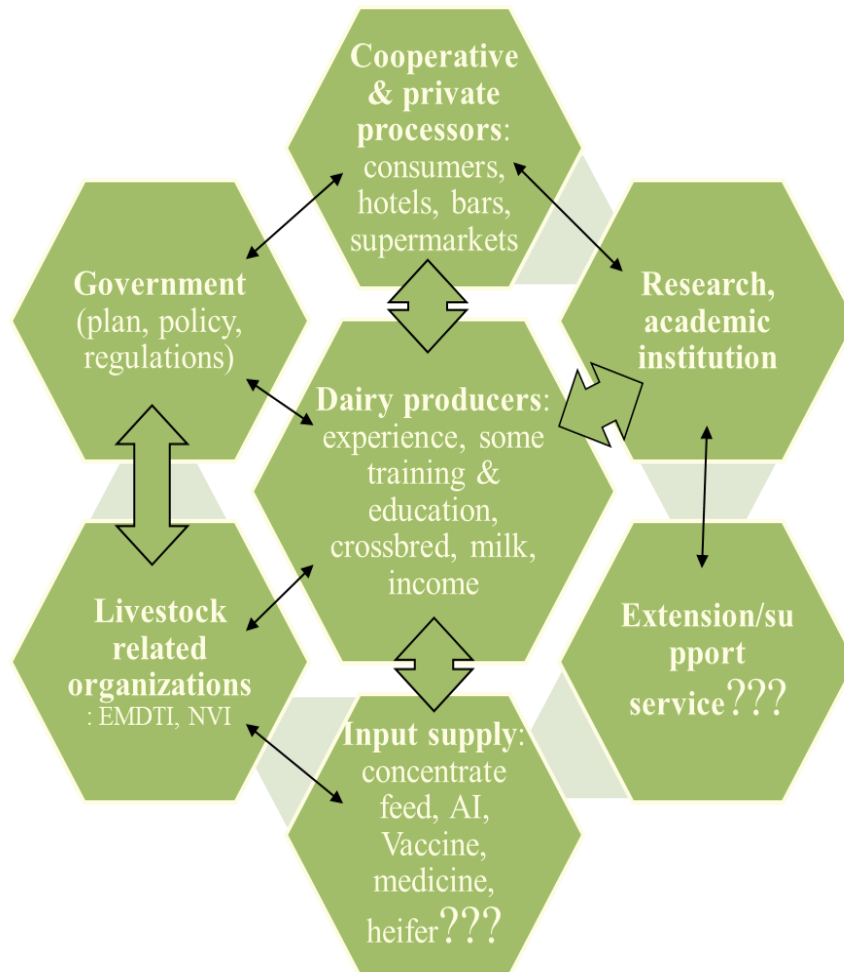 Cooperative
& private
processors:
consumers,
hotels, bars,
supermarkets
Government
(plan, policy,
regulations)
Research,
academic
institution
Dairy producers:
experience, some
training &
education,
crossbred, milk,
income
Livestock
related
organizations
: EMDTI, NVI
Extension/su
pport
service???
Input supply:
concentrate
feed, AI,
Vaccine,
medicine,
heifer???